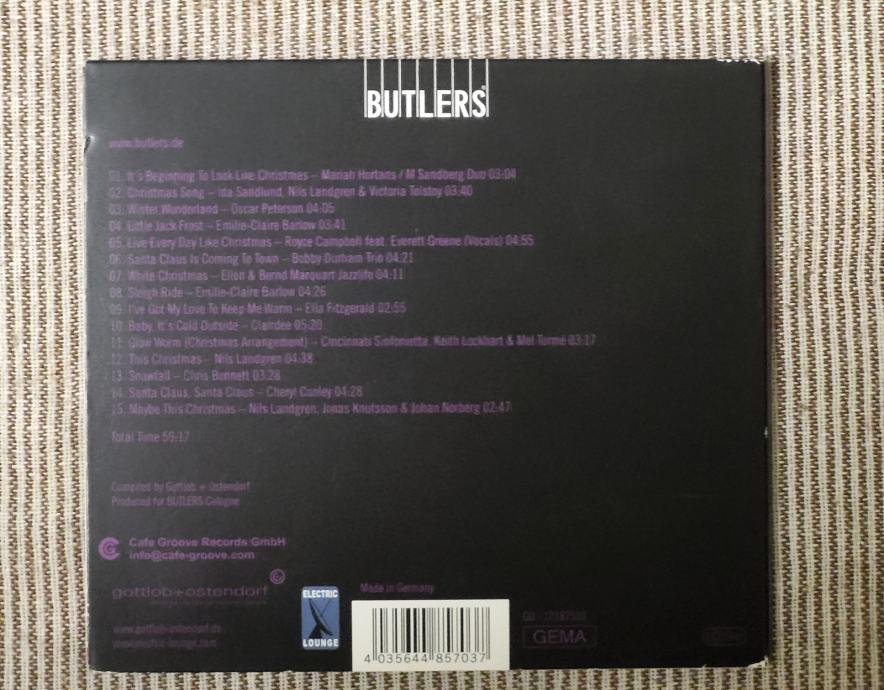 BUTLERS®
www.butlers.de
01. It's Beginning To Look Like Christmas – Mariah Hortans / M Sandberg Duo 03:04
02. Christmas Song – Ida Sandlund, Nils Landgren & Victoria Tolstoy 03:40
03. Winter Wonderland – Oscar Peterson 04:05
04. Little Jack Frost – Emilie-Claire Barlow 03:41
05. Live Every Day Like Christmas – Royce Campbell feat. Everett Greene (Vocals) 04:55
06. Santa Claus Is Coming To Town – Bobby Durham Trio 04:21
07. White Christmas – Ellen & Bernd Marquart Jazzlife 04:11
08. Sleigh Ride – Emilie-Claire Barlow 04:26
09. I've Got My Love To Keep Me Warm – Ella Fitzgerald 02:55
10. Baby, It's Cold Outside – Clairdee 05:20
11. Glow Worm (Christmas Arrangement) – Cincinnati Sinfonietta, Keith Lockhart & Mel Tormé 03:17
12. This Christmas – Nils Landgren 04:38
13. Snowfall – Chris Bennett 03:28
14. Santa Claus, Santa Claus – Cheryl Conley 04:28
15. Maybe This Christmas – Nils Landgren, Jonas Knutsson & Johan Norberg 02:47
Total Time 59:17
Compiled by Gottlob + Ostendorf
Produced for BUTLERS Cologne
Cafe Groove Records GmbH
info@cafe-groove.com
gottlob+ostendorf ©
www.gottlob-ostendorf.de
www.electric-lounge.com
ELECTRIC
LOUNGE
Made in Germany
4 035644 857037
GEMA